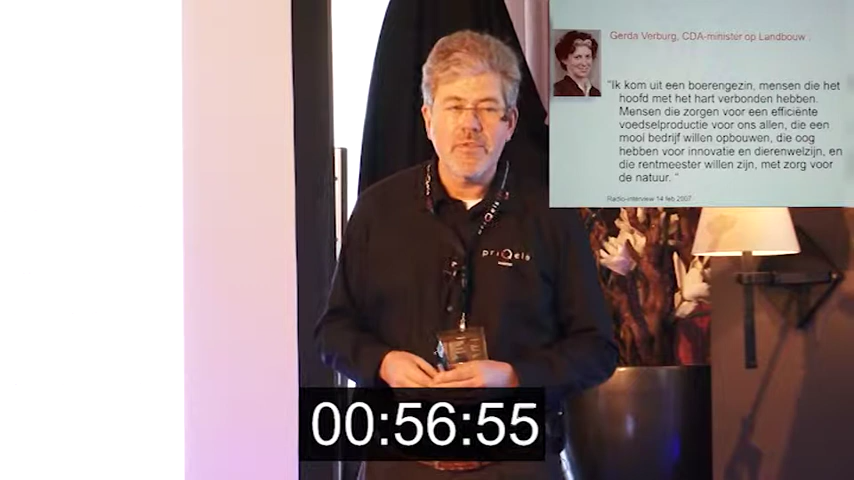 Gerda Verburg, CDA-minister op Landbouw :
"Ik kom uit een boerengezin, mensen die het
hoofd met het hart verbonden hebben.
Mensen die zorgen voor een efficiënte
voedselproductie voor ons allen, die een
mooi bedrijf willen opbouwen, die oog
hebben voor innovatie en dierenwelzijn, en
die rentmeester willen zijn, met zorg voor
de natuur. "
Radio-interview 14 feb 2007
priQels
00:56:55